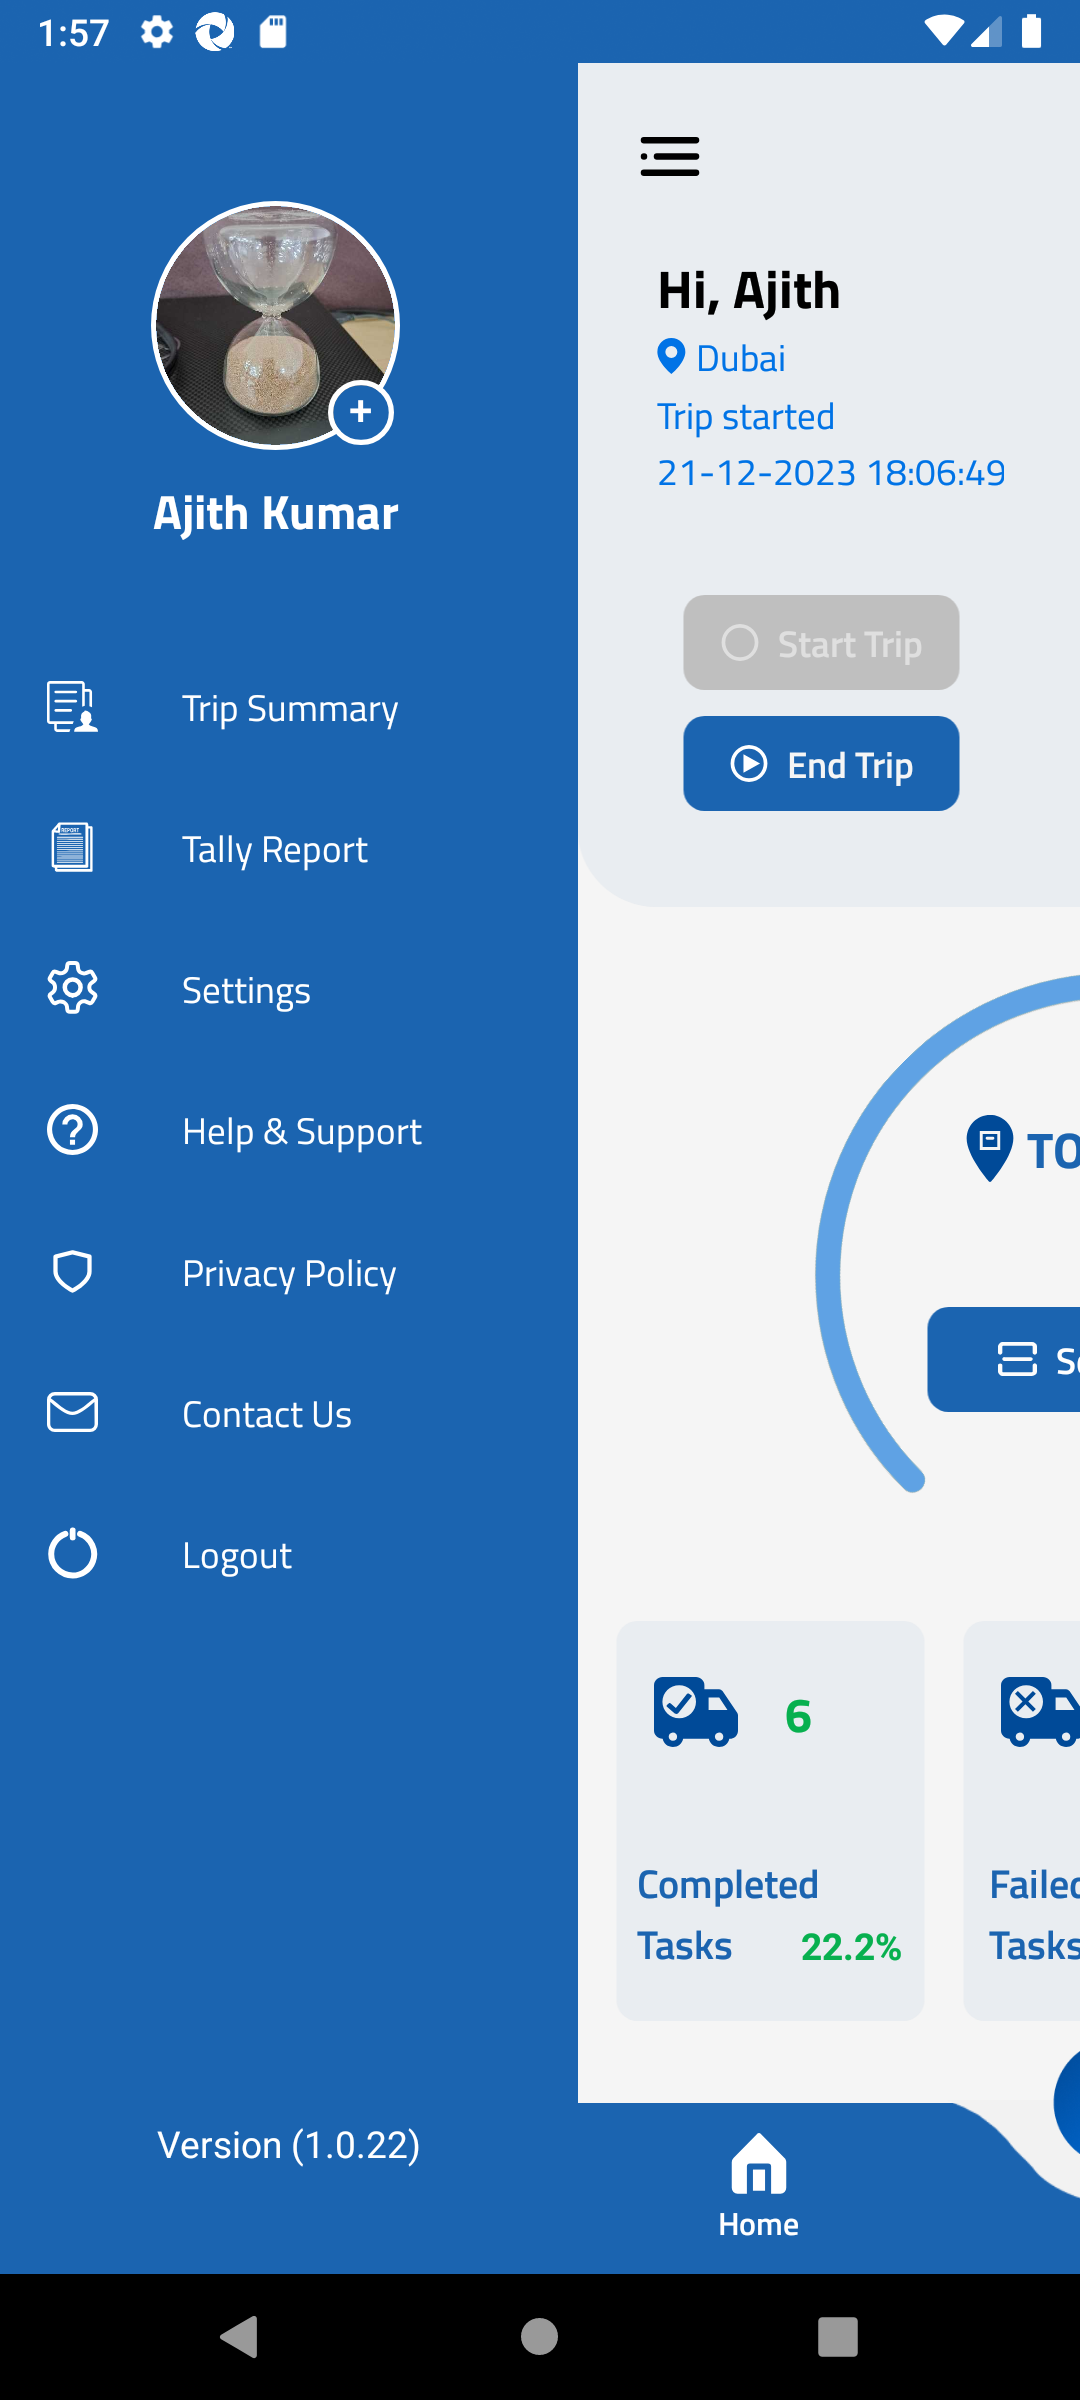 1:57
Ajith Kumar
Trip Summary
Tally Report
Settings
Help & Support
Privacy Policy
Contact Us
Logout
Version (1.0.22)
Hi, Ajith
Dubai
Trip started
21-12-2023 18:06:49
Start Trip
End Trip
TO
6
Completed
Tasks 22.2%
Failed
Tasks
Home